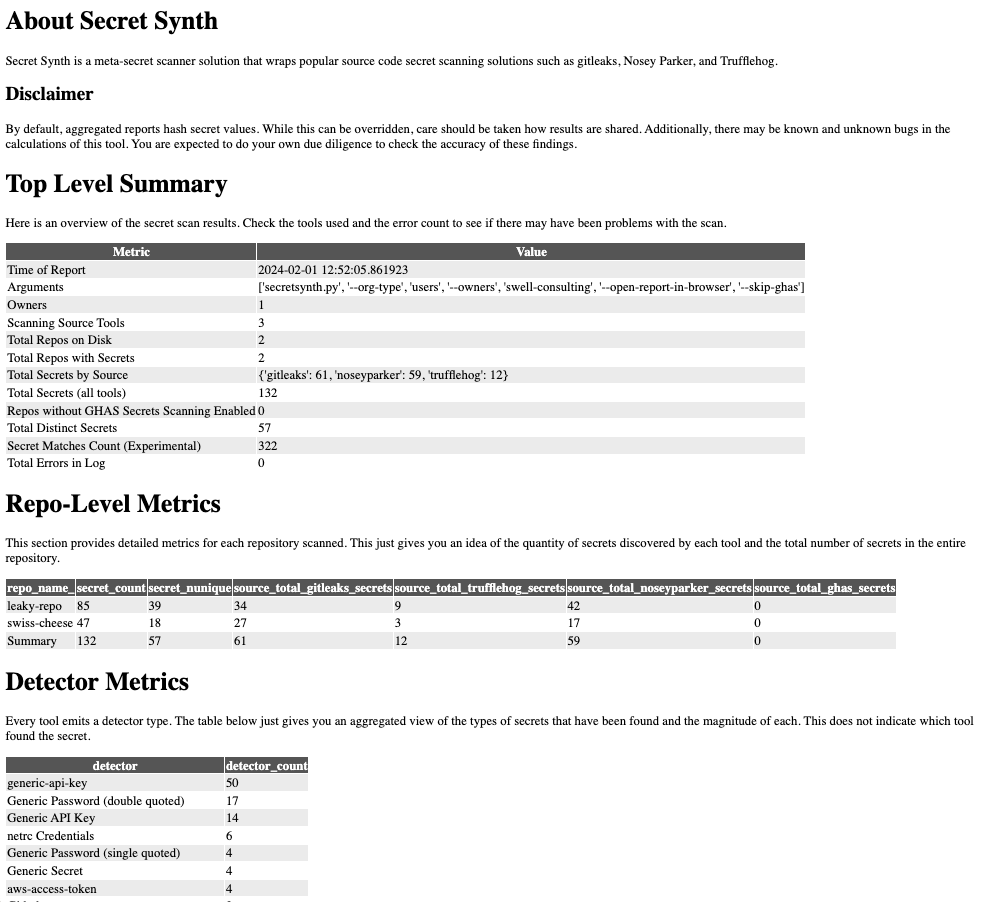 About Secret Synth
Secret Synth is a meta-secret scanner solution that wraps popular source code secret scanning solutions such as gitleaks, Nosey Parker, and Trufflehog.
Disclaimer
By default, aggregated reports hash secret values. While this can be overridden, care should be taken how results are shared. Additionally, there may be known and unknown bugs in the
calculations of this tool. You are expected to do your own due diligence to check the accuracy of these findings.
Top Level Summary
Here is an overview of the secret scan results. Check the tools used and the error count to see if there may have been problems with the scan.
Metric Value
Time of Report 2024-02-01 12:52:05.861923
Arguments ['secretsynth.py', '--org-type', 'users', '--owners', 'swell-consulting', '--open-report-in-browser', '--skip-ghas']
Owners 1
Scanning Source Tools 3
Total Repos on Disk 2
Total Repos with Secrets 2
Total Secrets by Source {'gitleaks': 61, 'noseyparker': 59, 'trufflehog': 12}
Total Secrets (all tools) 132
Repos without GHAS Secrets Scanning Enabled 0
Total Distinct Secrets 57
Secret Matches Count (Experimental) 322
Total Errors in Log 0
Repo-Level Metrics
This section provides detailed metrics for each repository scanned. This just gives you an idea of the quantity of secrets discovered by each tool and the total number of secrets in the entire
repository.
repo_name_ secret_count secret_nunique source_total_gitleaks_secrets source_total_trufflehog_secrets source_total_noseyparker_secrets source_total_ghas_secrets
leaky-repo 85 39 34 9 42 0
swiss-cheese 47 18 27 3 17 0
Summary 132 57 61 12 59 0
Detector Metrics
Every tool emits a detector type. The table below just gives you an aggregated view of the types of secrets that have been found and the magnitude of each. This does not indicate which tool
found the secret.
detector detector_count
generic-api-key 50
Generic Password (double quoted) 17
Generic API Key 14
netrc Credentials 6
Generic Password (single quoted) 4
Generic Secret 4
aws-access-token 4